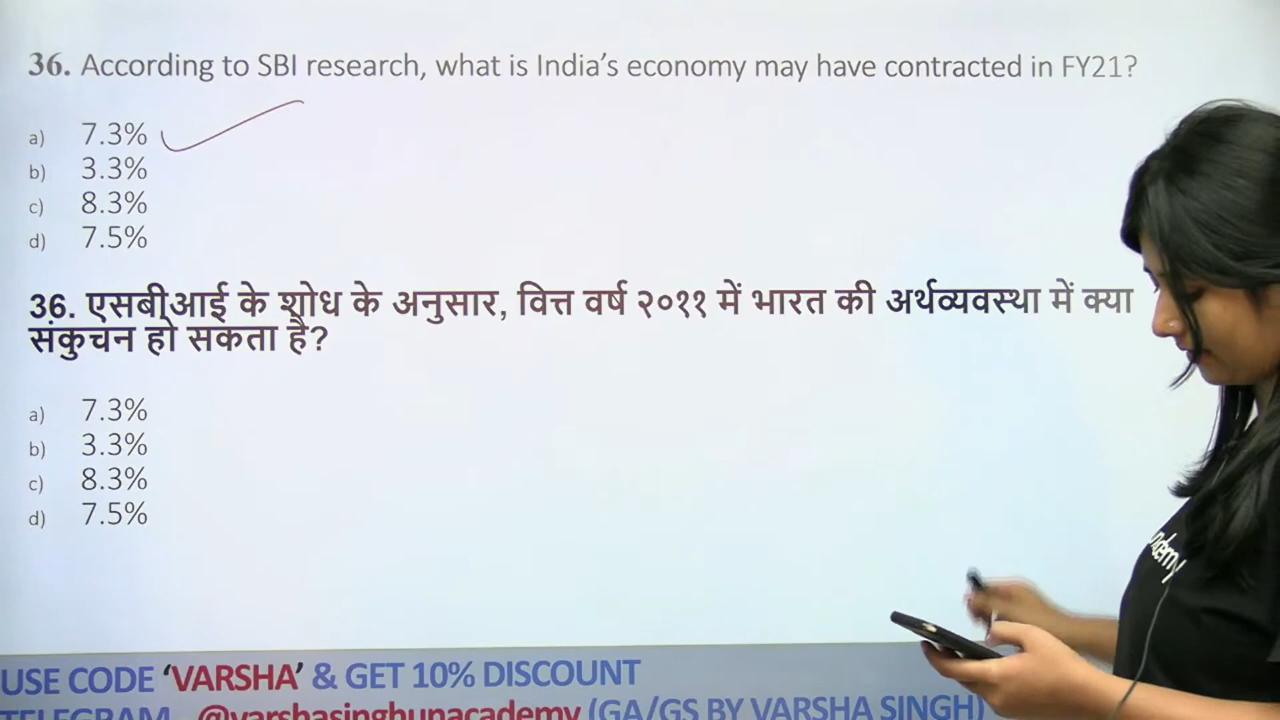 36. According to SBI research, what is India’s economy may have contracted in FY21?
a) 7.3%
b) 3.3%
c) 8.3%
d) 7.5%
36. एसबीआई के शोध के अनुसार, वित्त वर्ष २०११ में भारत की अर्थव्यवस्था में क्या
संकुचन हो सकता है?
a) 7.3%
b) 3.3%
c) 8.3%
d) 7.5%
USE CODE ‘VARSHA’ & GET 10% DISCOUNT
TELEGRAM @varshasinghunacademy (GA/GS BY VARSHA SINGH)